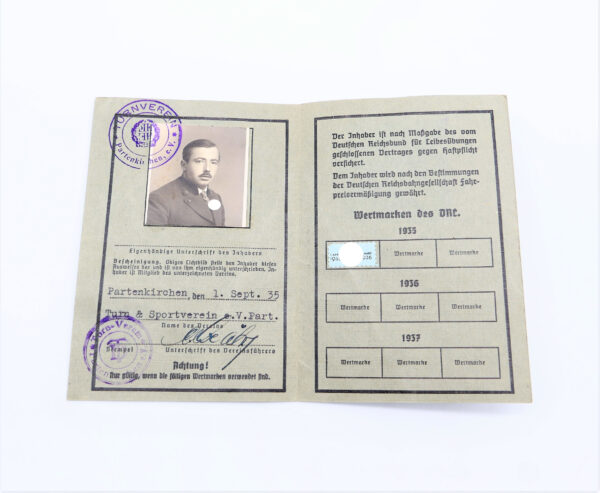 TURNVEREIN
Partenkirchen, e.V.
Eigenhändige Unterschrift des Inhabers
Bescheinigung. Obiges Lichtbild stellt den Inhaber dieses
Ausweises dar und ist von ihm eigenhändig unterschrieben. In-
haber ist Mitglied des unterzeichneten Vereins.
Partenkirchen, den 1. Sept. 35
Turn & Sportverein e.V.Part.
Name des Vereins
Stempel
Unterschrift des Vereinsführers
Achtung!
Nur gültig, wenn die fälligen Wertmarken verwendet sind.
Der Inhaber ist nach Maßgabe des vom
Deutschen Reichsbund für Leibesübungen
geschlossenen Vertrages gegen Haftpflicht
versichert.
Dem Inhaber wird nach den Bestimmungen
der Deutschen Reichsbahngesellschaft Fahr-
preisermäßigung gewährt.
Wertmarken des DRL.
1935
Wertmarke Wertmarke
1936
Wertmarke Wertmarke Wertmarke
1937
Wertmarke Wertmarke Wertmarke